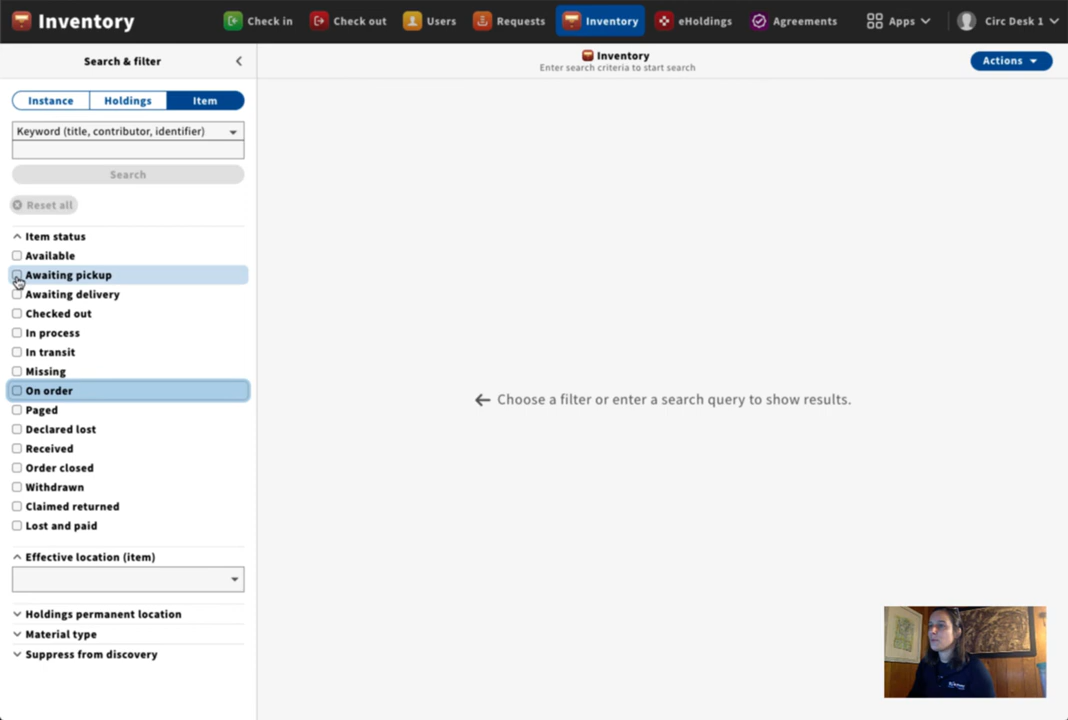 Inventory
Check in
Check out
Users
Requests
Inventory
eHoldings
Agreements
Apps
Circ Desk 1
Search & filter
Inventory
Enter search criteria to start search
Actions
Instance
Holdings
Item
Keyword (title, contributor, identifier)
Search
Reset all
Item status
Available
Awaiting pickup
Awaiting delivery
Checked out
In process
In transit
Missing
On order
Paged
Declared lost
Received
Order closed
Withdrawn
Claimed returned
Lost and paid
Effective location (item)
Holdings permanent location
Material type
Suppress from discovery
Choose a filter or enter a search query to show results.